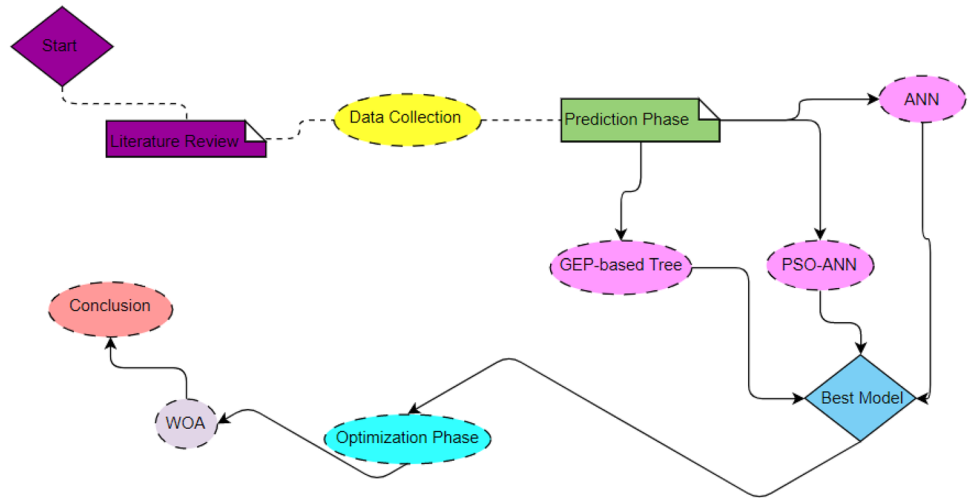 Start
Literature Review
Data Collection
Prediction Phase
ANN
GEP-based Tree
PSO-ANN
Best Model
Optimization Phase
WOA
Conclusion